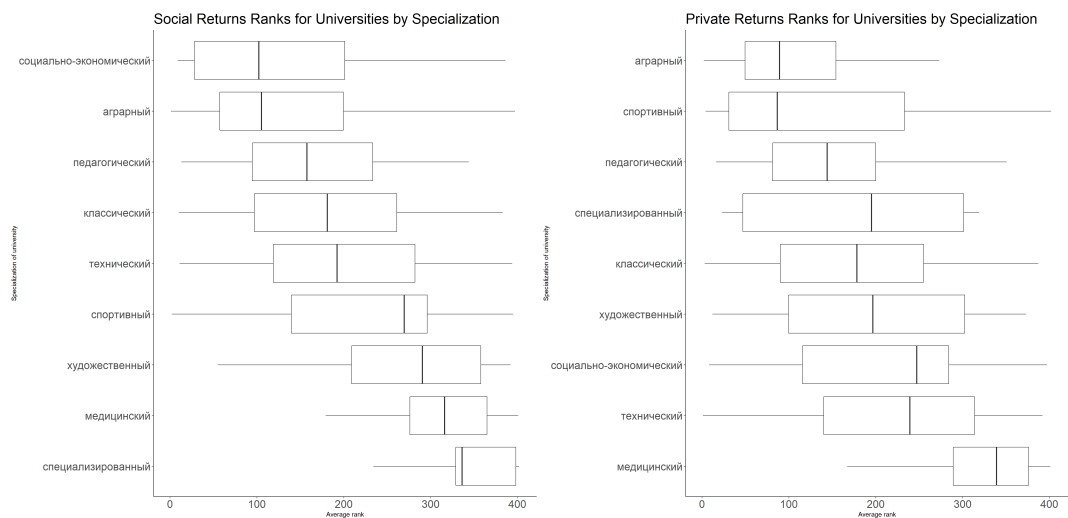 Social Returns Ranks for Universities by Specialization
социально-экономический
аграрный
педагогический
классический
технический
спортивный
художественный
медицинский
специализированный
Specialization of university
0 100 200 300 400
Average rank
Private Returns Ranks for Universities by Specialization
аграрный
спортивный
педагогический
специализированный
классический
художественный
социально-экономический
технический
медицинский
Specialization of university
0 100 200 300 400
Average rank